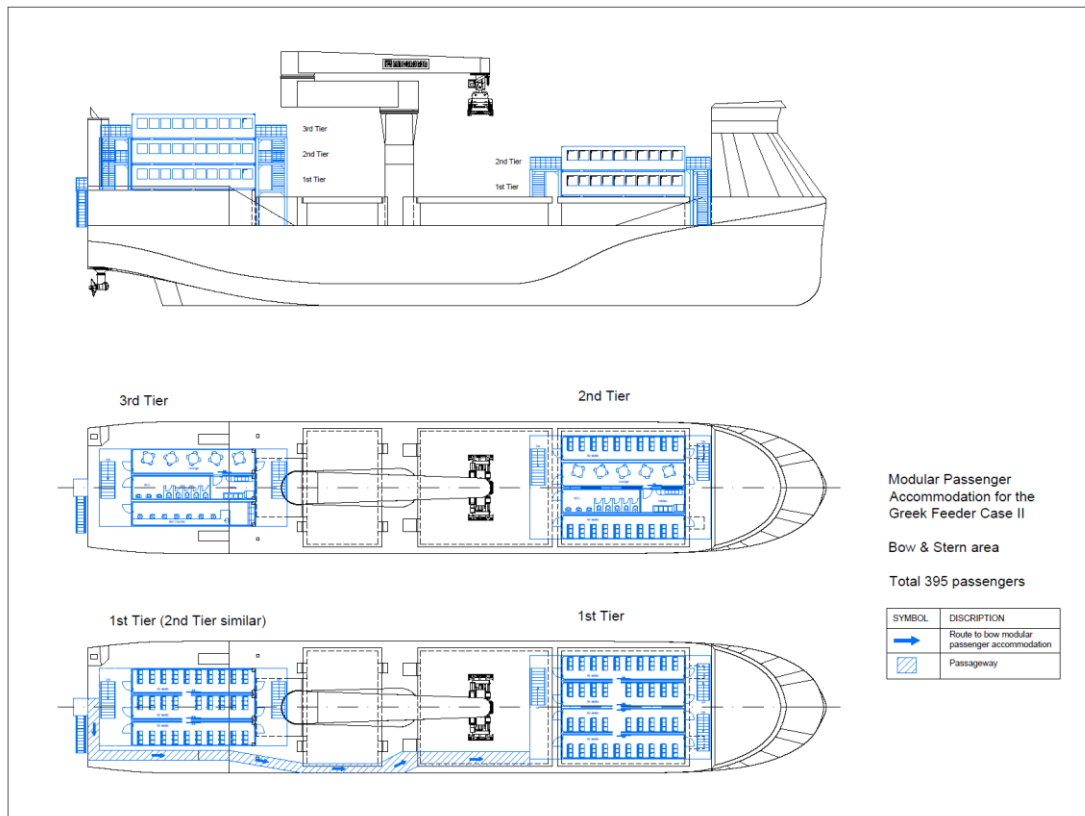 3rd Tier
2nd Tier
1st Tier
2nd Tier
1st Tier
3rd Tier
2nd Tier
Lounge
Lounge
1st Tier (2nd Tier similar)
1st Tier
Modular Passenger
Accommodation for the
Greek Feeder Case II
Bow & Stern area
Total 395 passengers
SYMBOL DISCRIPTION
Route to bow modular
passenger accommodation
Passageway